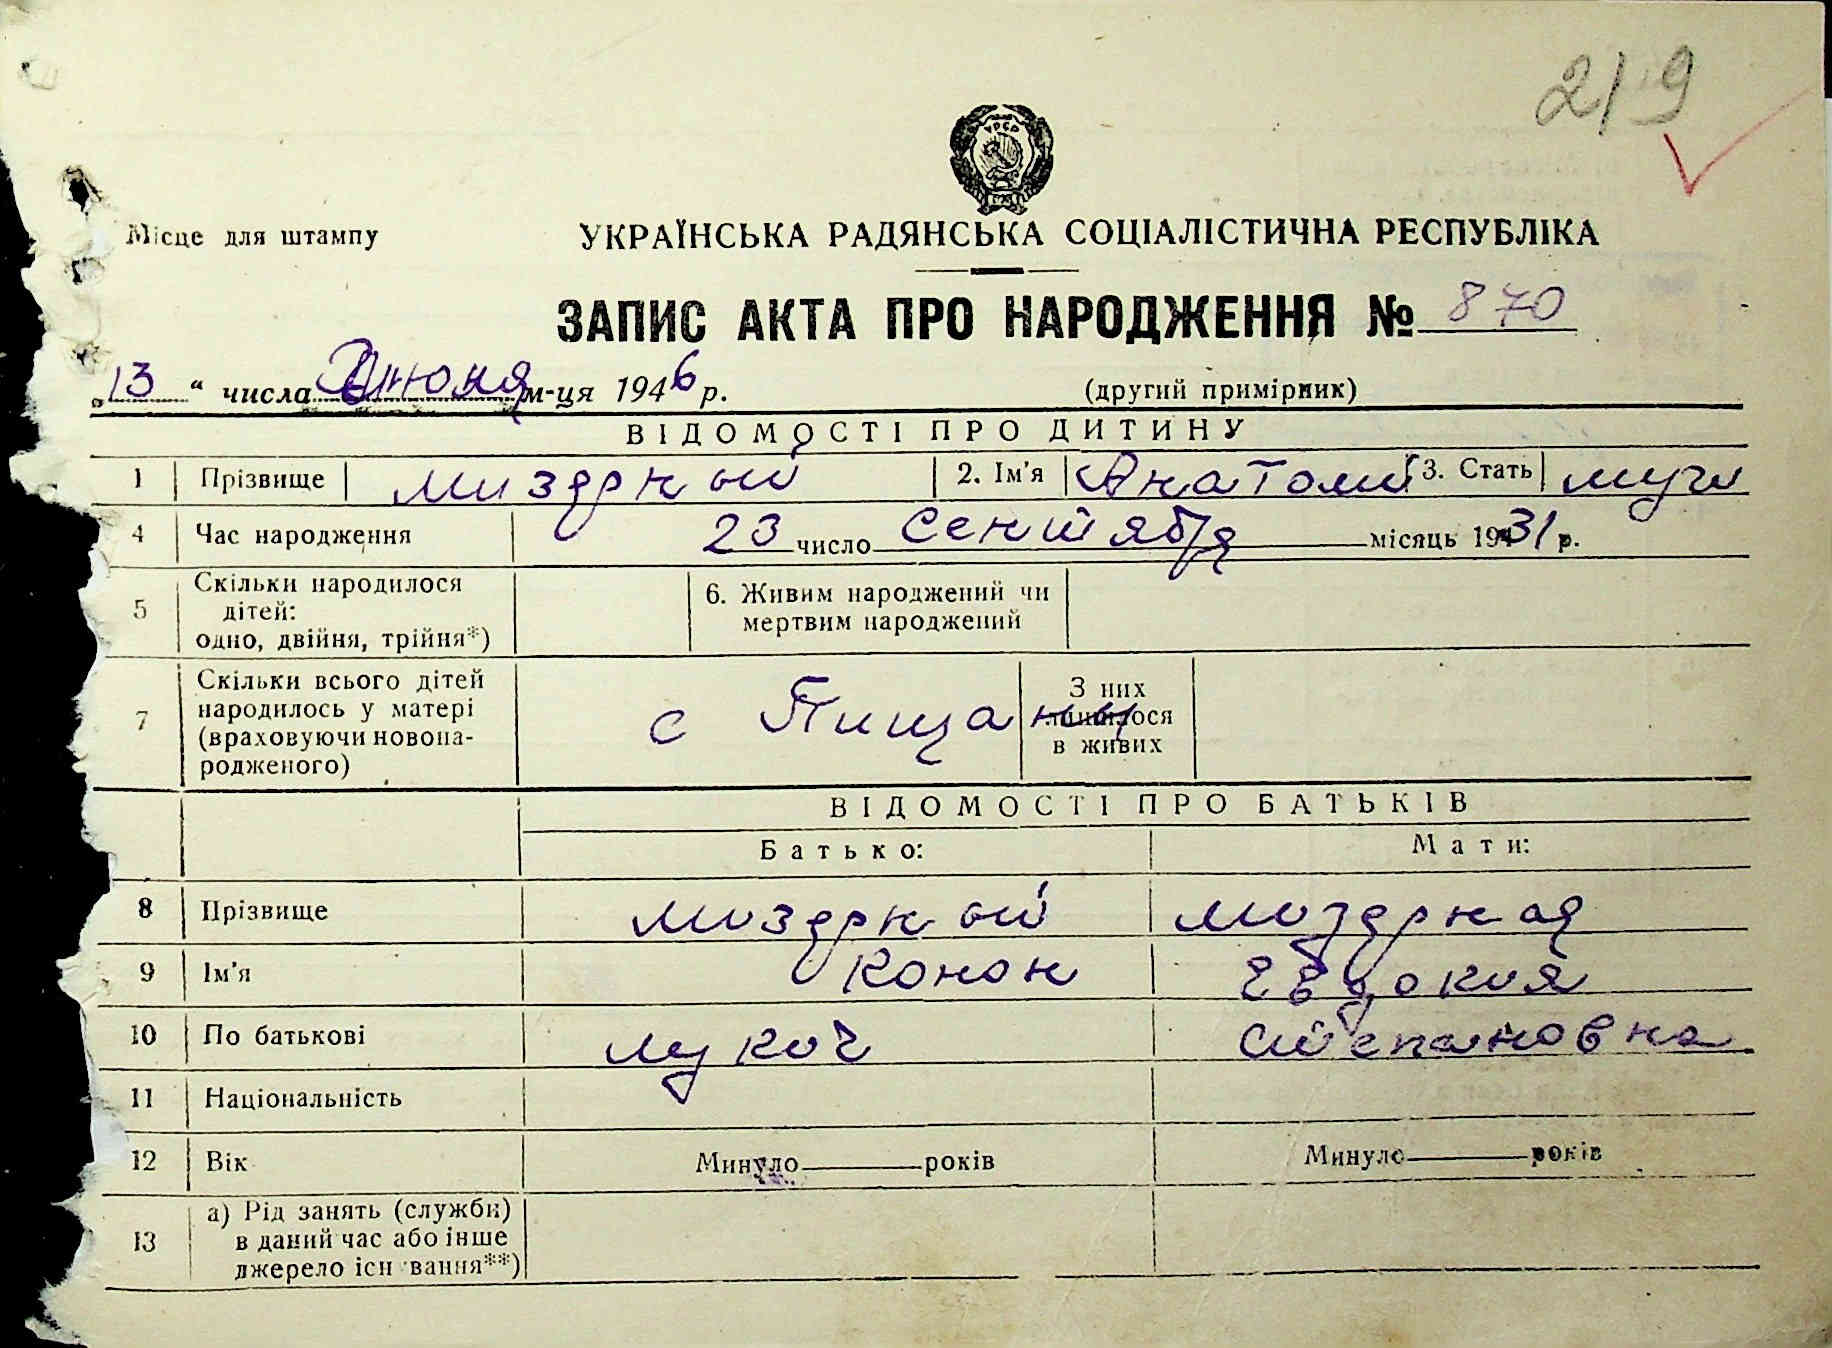 219
УРСР
Місце для штампу
УКРАЇНСЬКА РАДЯНСЬКА СОЦІАЛІСТИЧНА РЕСПУБЛІКА
ЗАПИС АКТА ПРО НАРОДЖЕННЯ № 870
„13“ числа Июня м-ця 1946 р. (другий примірник)
ВІДОМОСТІ ПРО ДИТИНУ
1 Прізвище Миздрный 2. Ім'я Анатолий 3. Стать муч
4 Час народження 23 число Сентября місяць 1931 р.
5 Скільки народилося дітей: одно, двійня, трійня*) 6. Живим народжений чи мертвим народжений
7 Скільки всього дітей народилось у матері (враховуючи новонародженого) с Пищаны З них лишилося в живих
ВІДОМОСТІ ПРО БАТЬКІВ
Батько: Мати:
8 Прізвище Миздрный Миздрная
9 Ім'я Конон Евдокия
10 По батькові Лукич Степановна
11 Національність
12 Вік Минуло років Минуло років
13 а) Рід занять (служби) в даний час або інше джерело існування**)